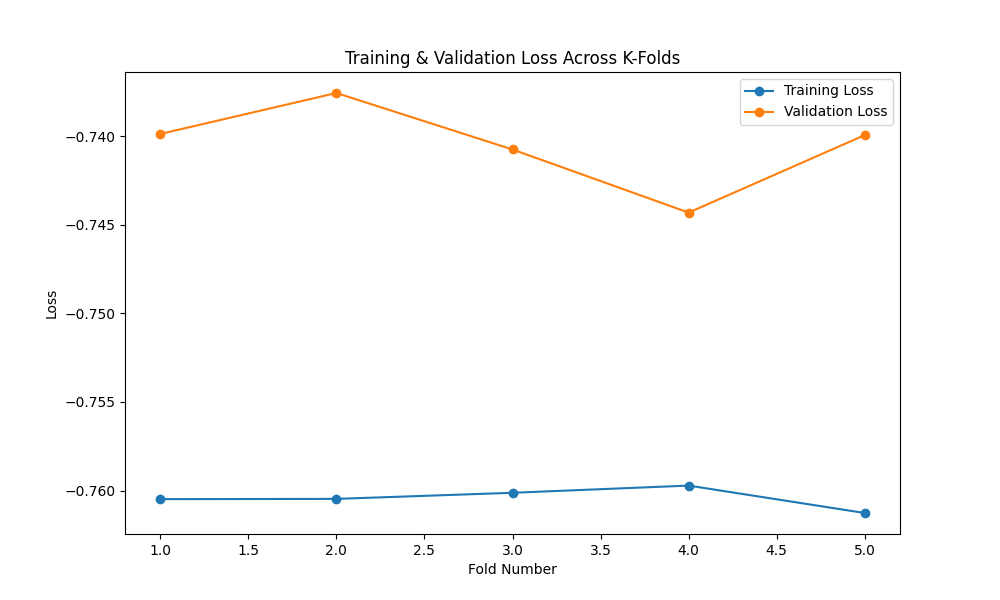 Training & Validation Loss Across K-Folds
Training Loss
Validation Loss
−0.740
−0.745
−0.750
−0.755
−0.760
Loss
1.0 1.5 2.0 2.5 3.0 3.5 4.0 4.5 5.0
Fold Number